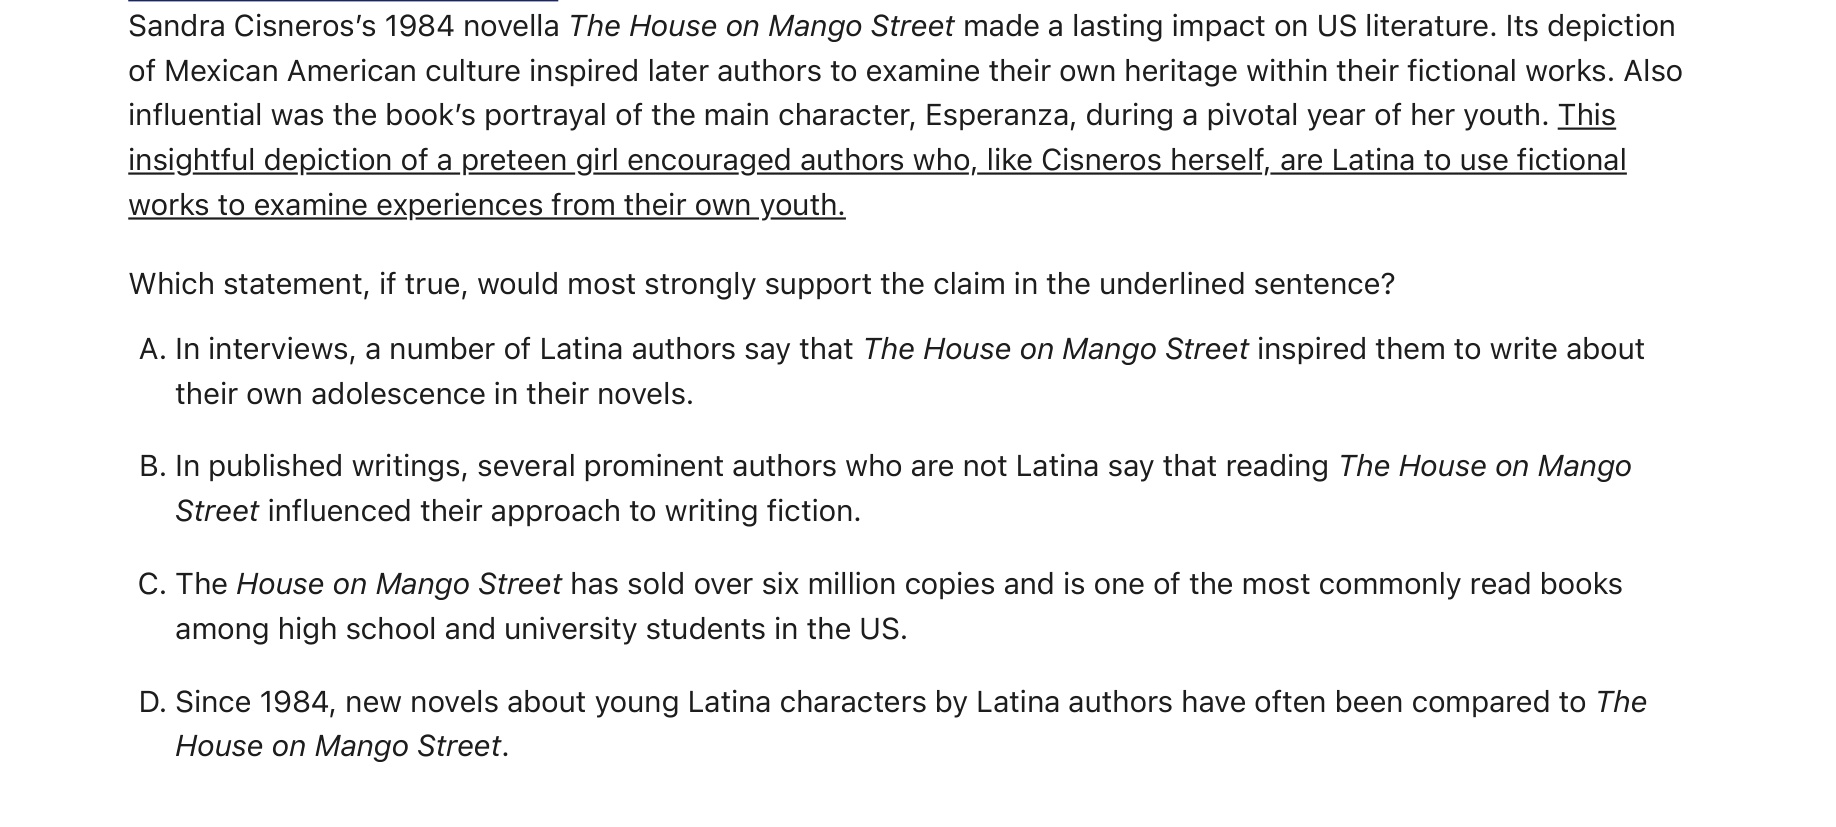 Sandra Cisneros’s 1984 novella The House on Mango Street made a lasting impact on US literature. Its depiction
of Mexican American culture inspired later authors to examine their own heritage within their fictional works. Also
influential was the book’s portrayal of the main character, Esperanza, during a pivotal year of her youth. This
insightful depiction of a preteen girl encouraged authors who, like Cisneros herself, are Latina to use fictional
works to examine experiences from their own youth.
Which statement, if true, would most strongly support the claim in the underlined sentence?
A. In interviews, a number of Latina authors say that The House on Mango Street inspired them to write about
their own adolescence in their novels.
B. In published writings, several prominent authors who are not Latina say that reading The House on Mango
Street influenced their approach to writing fiction.
C. The House on Mango Street has sold over six million copies and is one of the most commonly read books
among high school and university students in the US.
D. Since 1984, new novels about young Latina characters by Latina authors have often been compared to The
House on Mango Street.